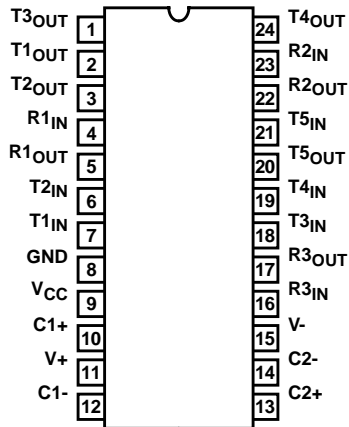 T3OUT 1 24 T4OUT
T1OUT 2 23 R2IN
T2OUT 3 22 R2OUT
R1IN 4 21 T5IN
R1OUT 5 20 T5OUT
T2IN 6 19 T4IN
T1IN 7 18 T3IN
GND 8 17 R3OUT
VCC 9 16 R3IN
C1+ 10 15 V-
V+ 11 14 C2-
C1- 12 13 C2+